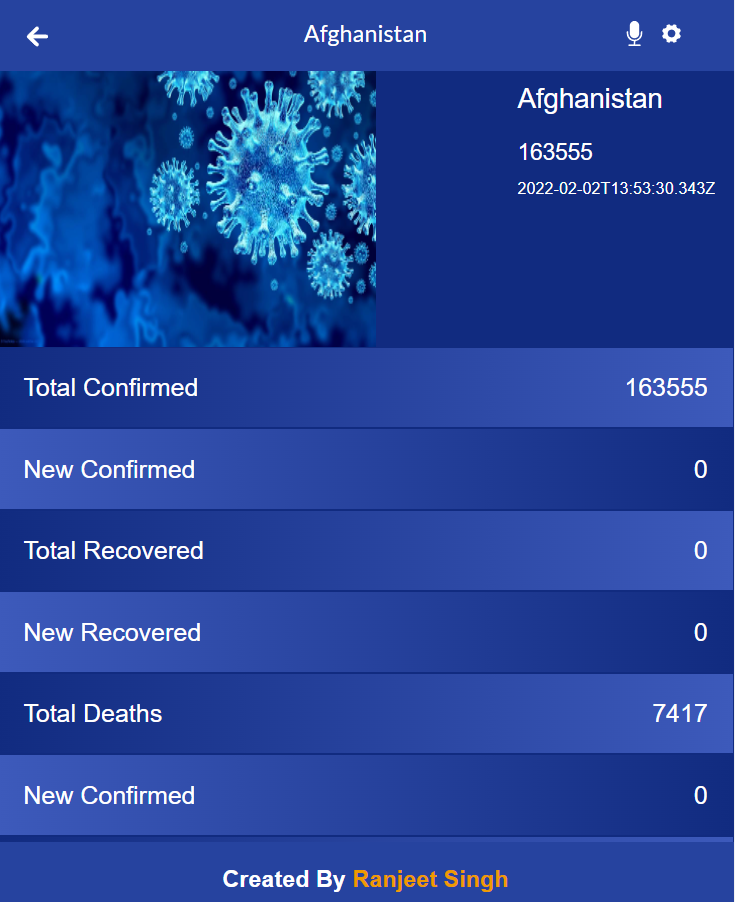 Afghanistan
Afghanistan
163555
2022-02-02T13:53:30.343Z
Total Confirmed 163555
New Confirmed 0
Total Recovered 0
New Recovered 0
Total Deaths 7417
New Confirmed 0
Created By Ranjeet Singh